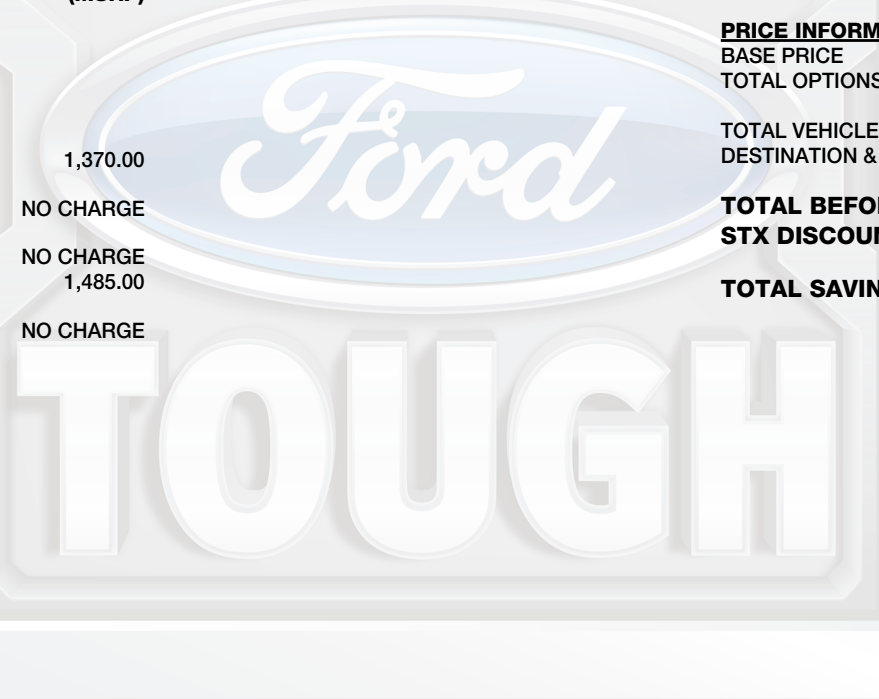 (MSRP)
1,370.00
NO CHARGE
NO CHARGE
1,485.00
NO CHARGE
PRICE INFORM
BASE PRICE
TOTAL OPTIONS
TOTAL VEHICLE
DESTINATION &
TOTAL BEFO
STX DISCOUN
TOTAL SAVIN
Ford
TOUGH